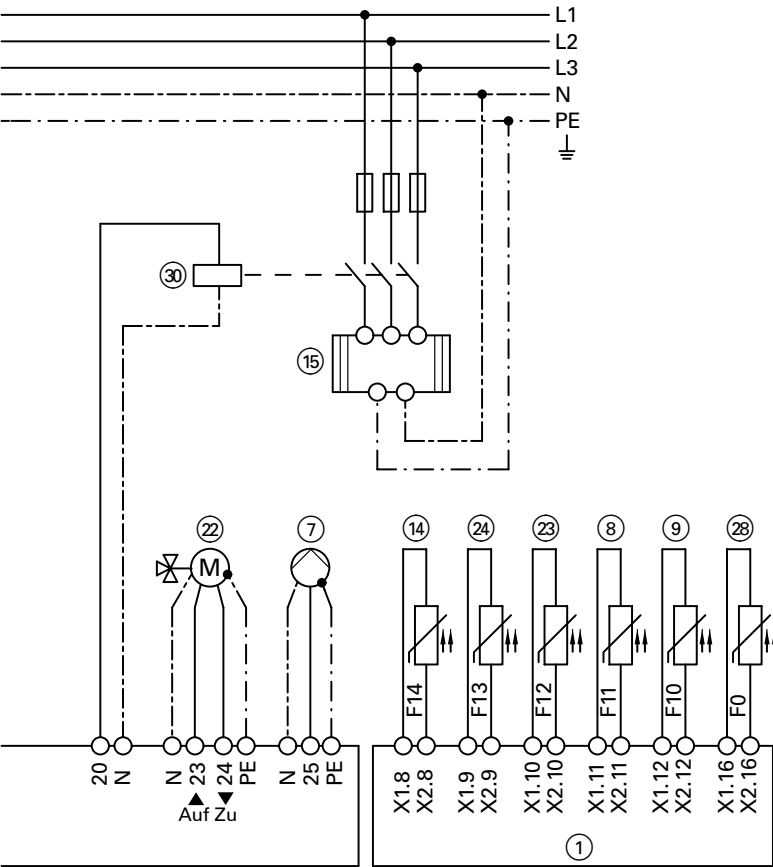 L1
L2
L3
N
PE
30
15
22
7
14
24
23
8
9
28
M
F14
F13
F12
F11
F10
F0
20
N
N
23
24
PE
N
25
PE
X1.8
X2.8
X1.9
X2.9
X1.10
X2.10
X1.11
X2.11
X1.12
X2.12
X1.16
X2.16
Auf Zu
1